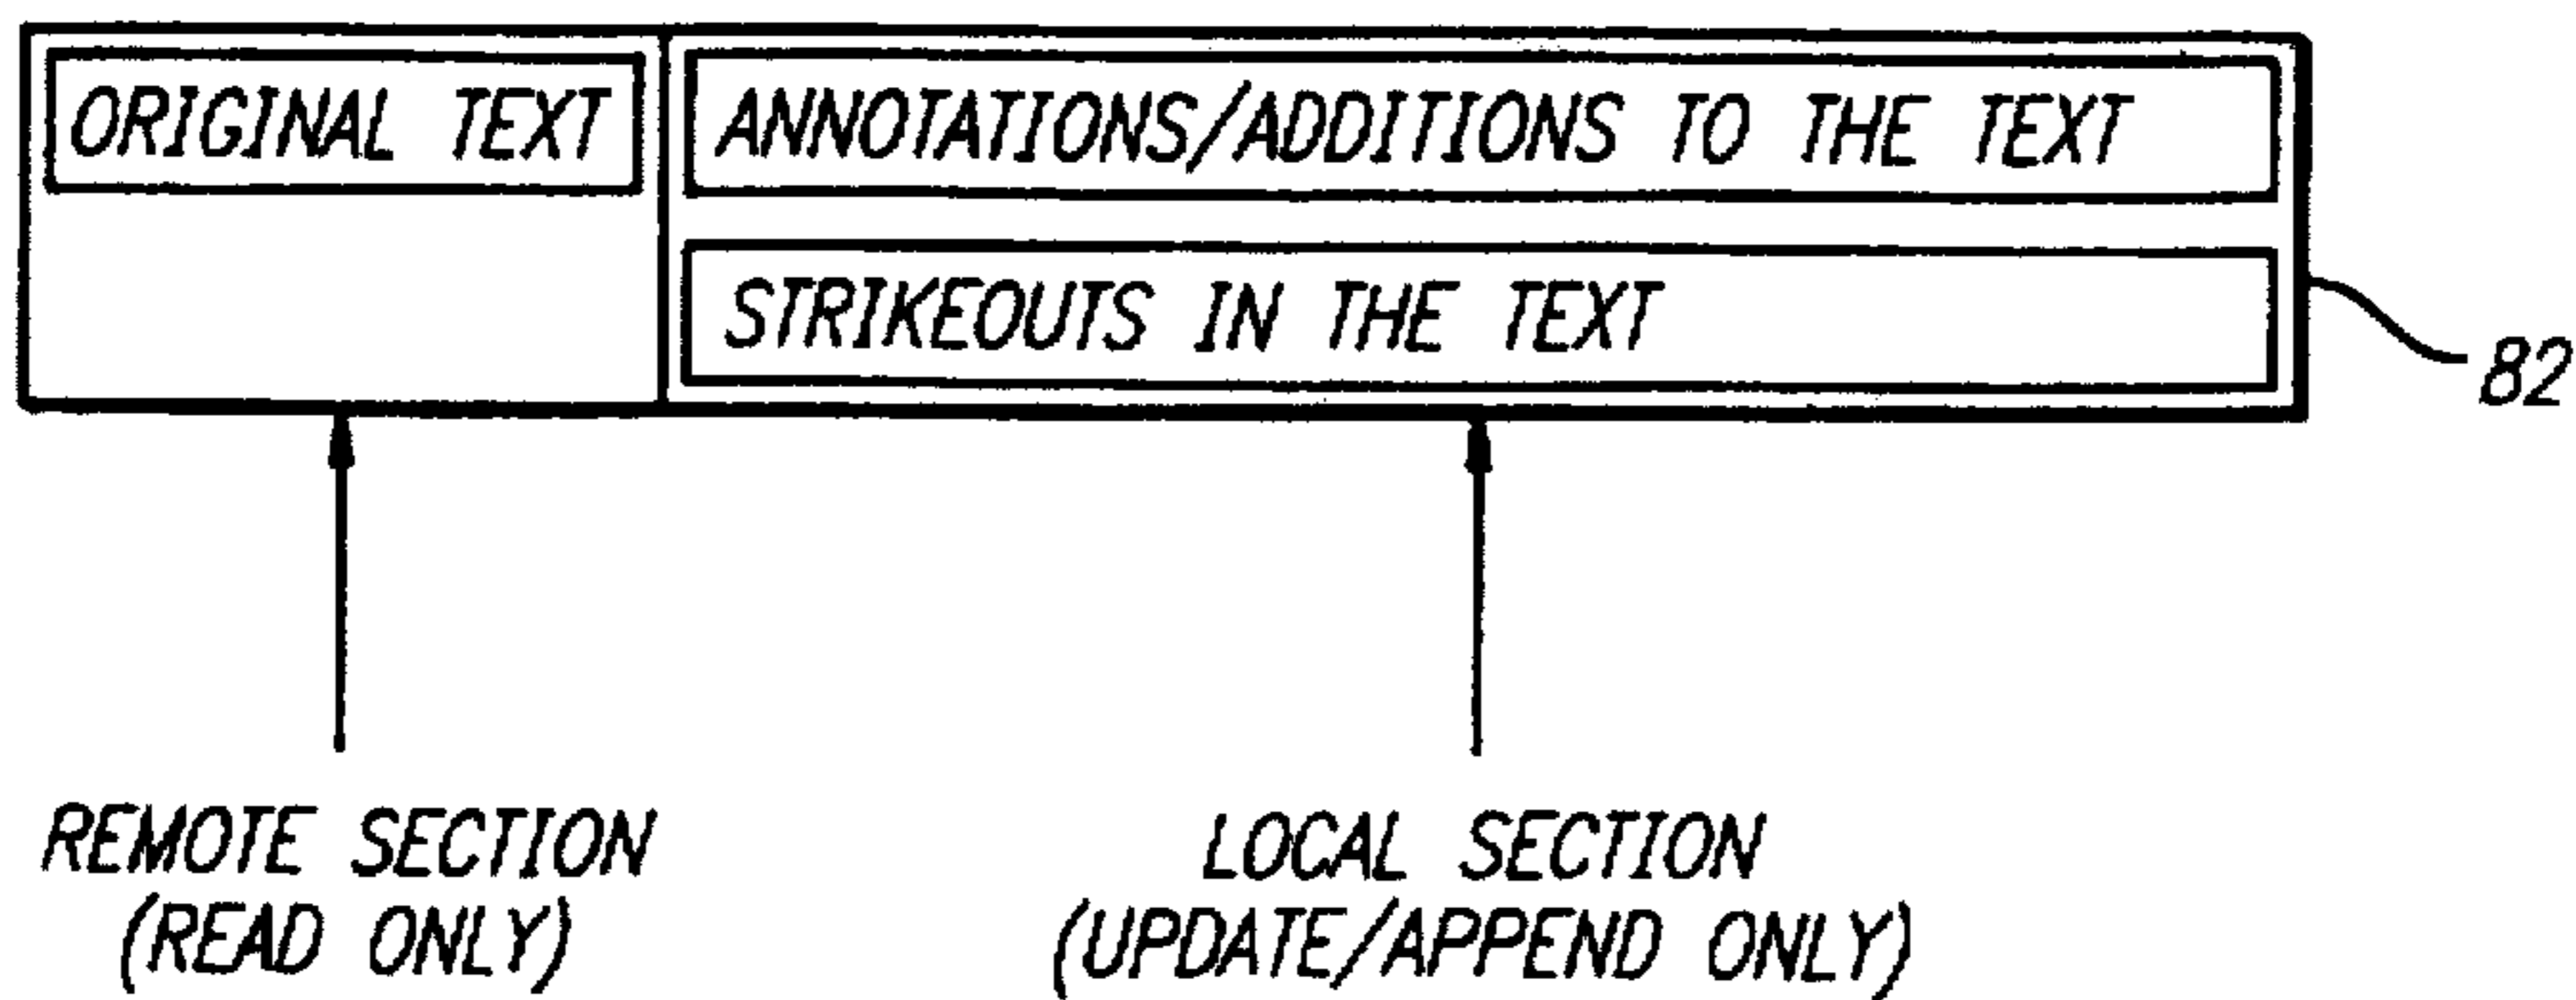 ORIGINAL TEXT
ANNOTATIONS/ADDITIONS TO THE TEXT
STRIKEOUTS IN THE TEXT
82
REMOTE SECTION
(READ ONLY)
LOCAL SECTION
(UPDATE/APPEND ONLY)